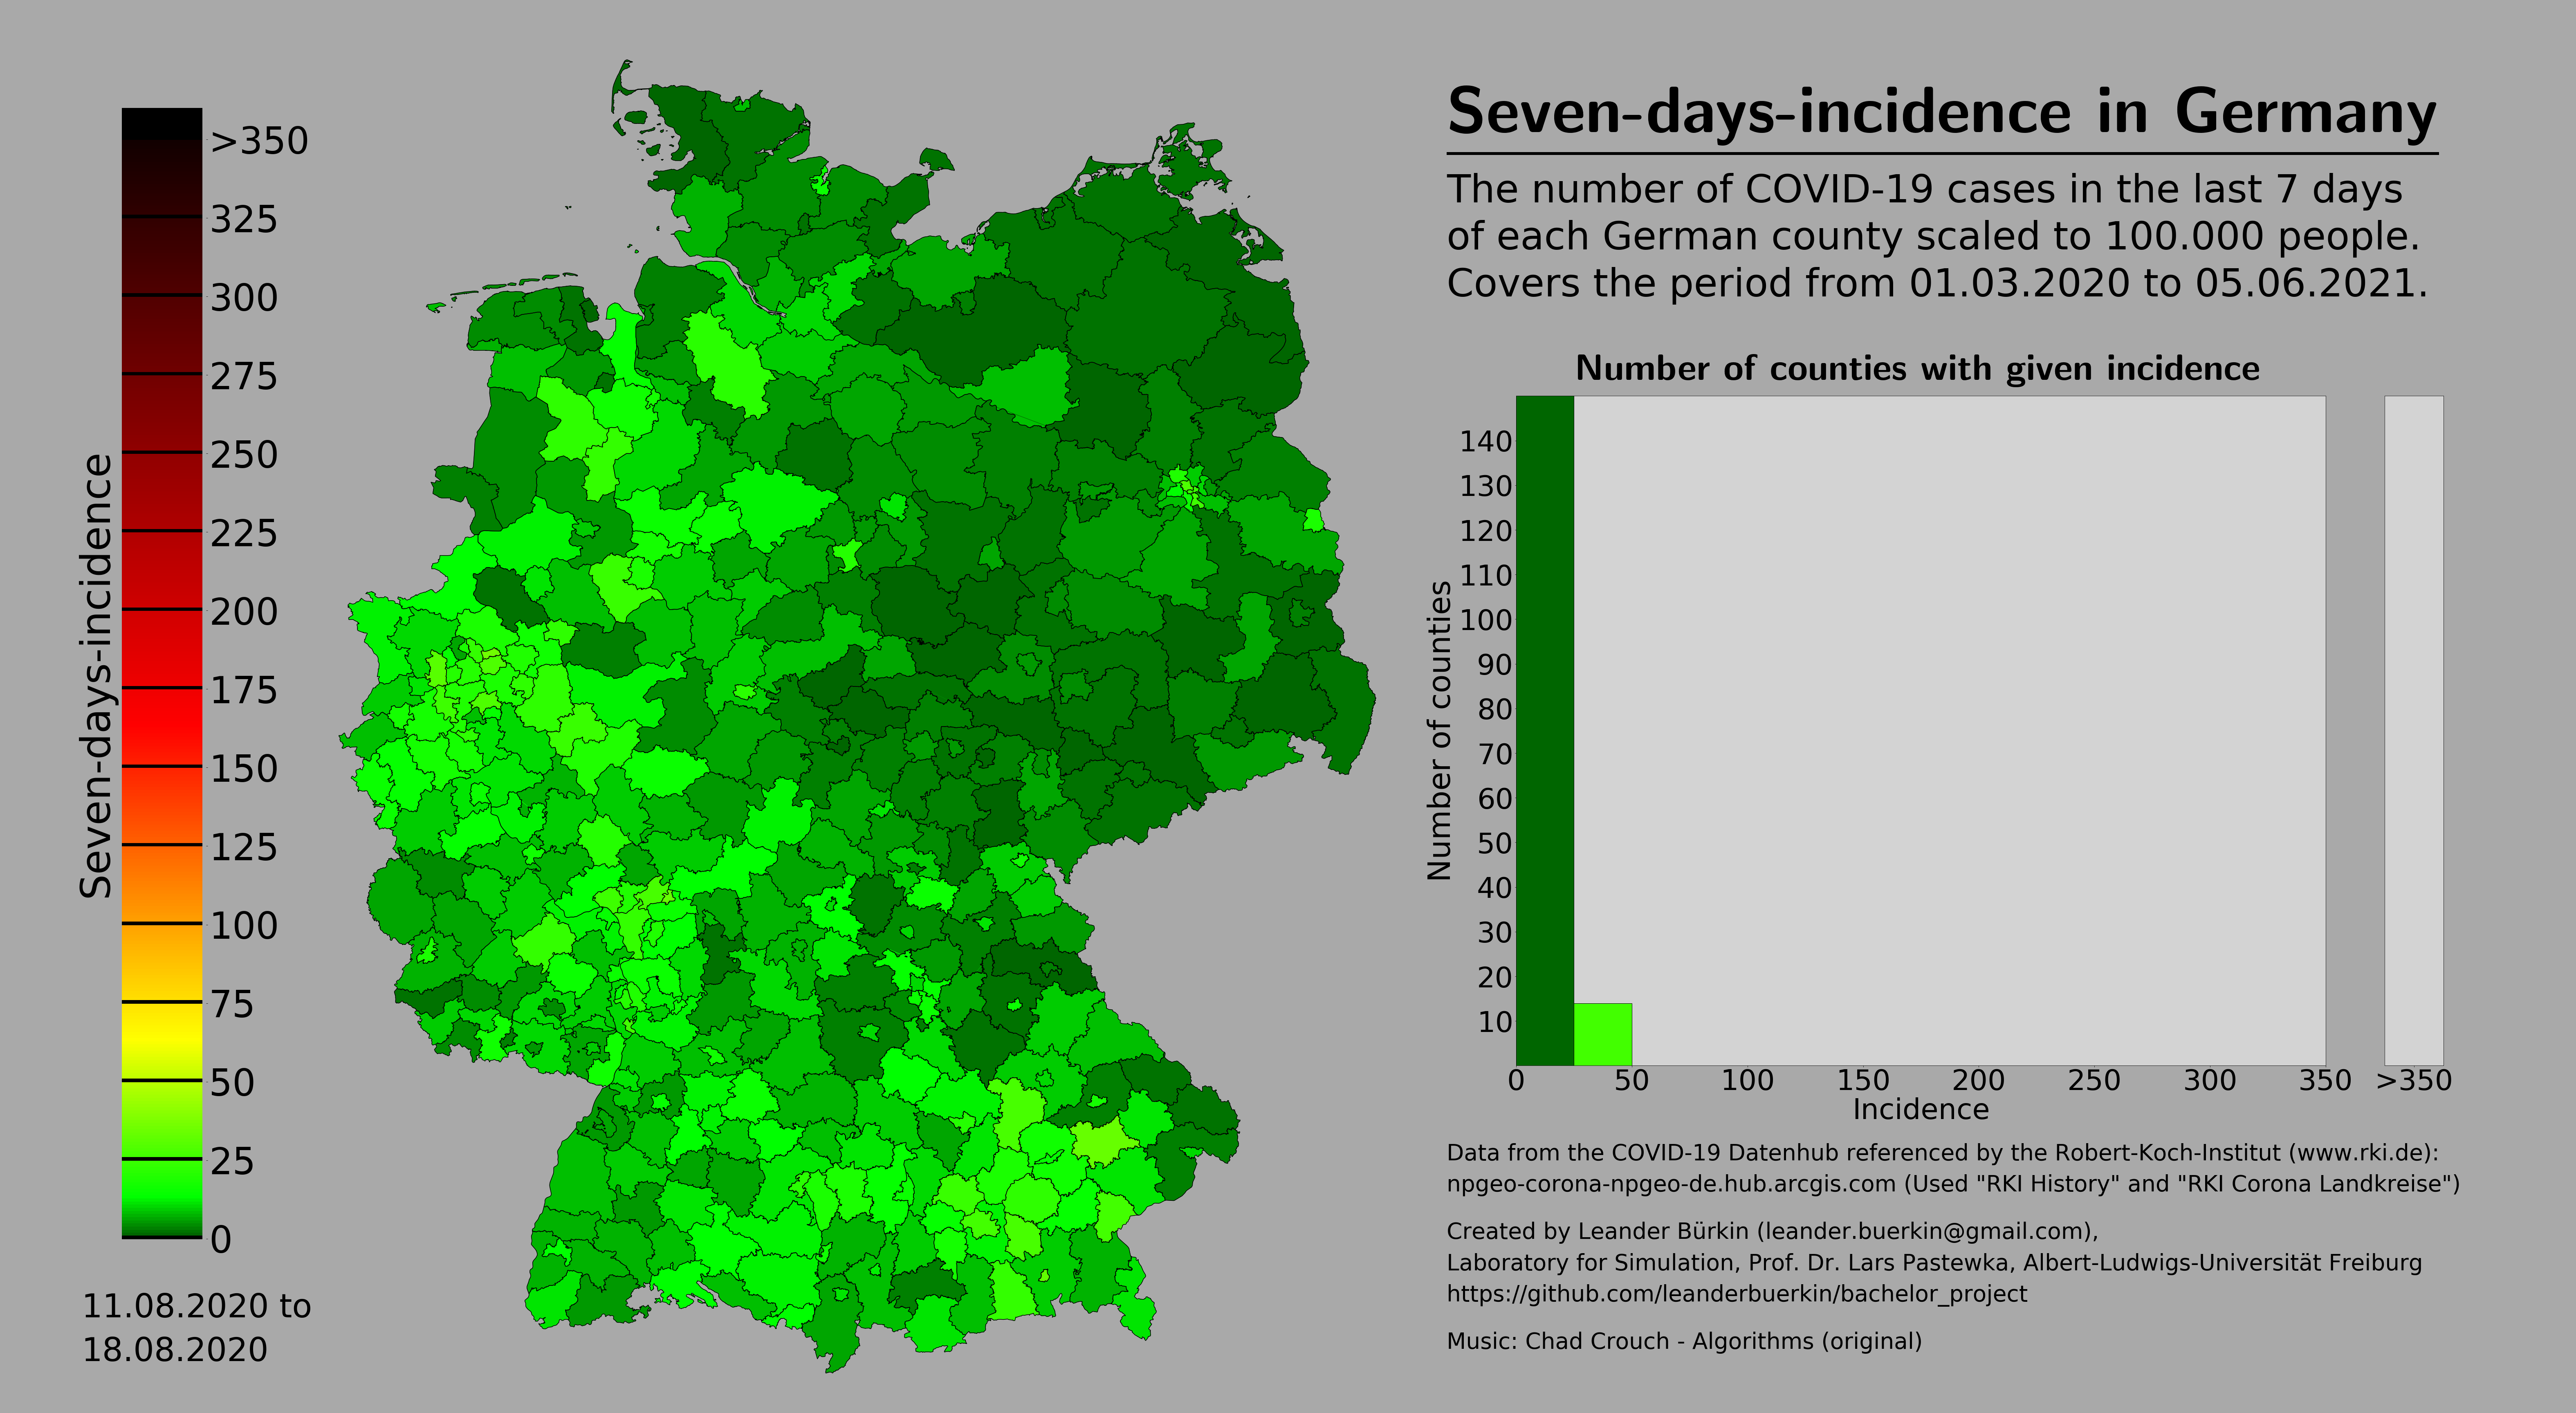 Seven-days-incidence in Germany
The number of COVID-19 cases in the last 7 days
of each German county scaled to 100.000 people.
Covers the period from 01.03.2020 to 05.06.2021.
Seven-days-incidence
>350
325
300
275
250
225
200
175
150
125
100
75
50
25
0
11.08.2020 to
18.08.2020
Number of counties with given incidence
Number of counties
140
130
120
110
100
90
80
70
60
50
40
30
20
10
0 50 100 150 200 250 300 350 >350
Incidence
Data from the COVID-19 Datenhub referenced by the Robert-Koch-Institut (www.rki.de):
npgeo-corona-npgeo-de.hub.arcgis.com (Used "RKI History" and "RKI Corona Landkreise")
Created by Leander Bürkin (leander.buerkin@gmail.com),
Laboratory for Simulation, Prof. Dr. Lars Pastewka, Albert-Ludwigs-Universität Freiburg
https://github.com/leanderbuerkin/bachelor_project
Music: Chad Crouch - Algorithms (original)